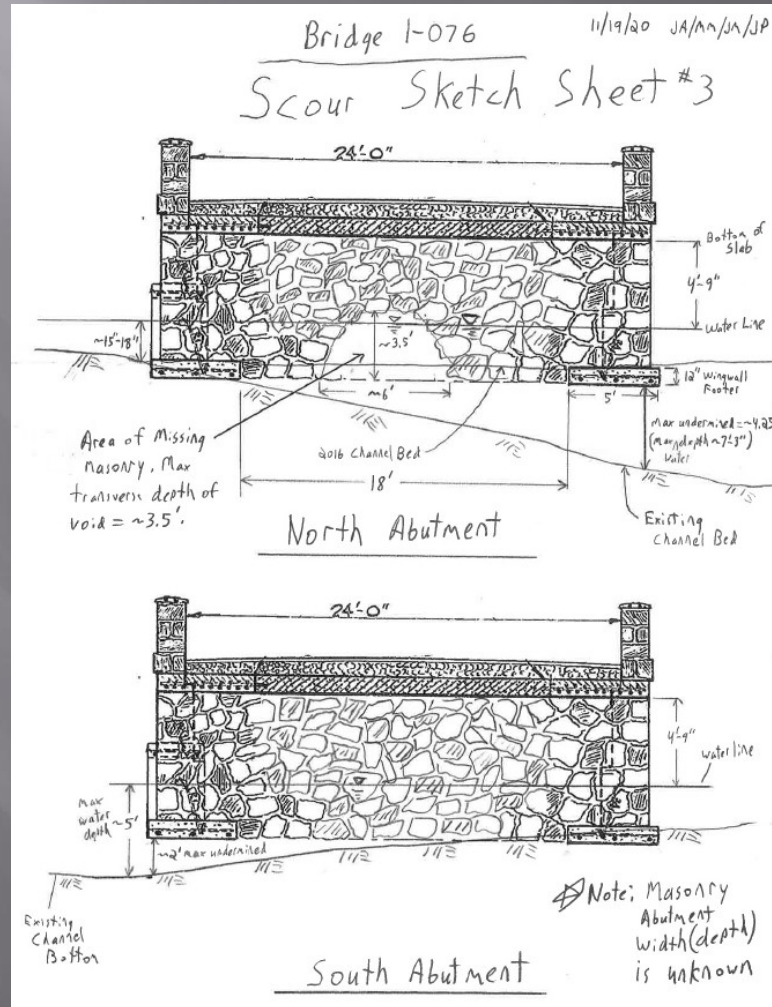 Bridge 1-076
11/19/20 JA/MM/JM/JP
Scour Sketch Sheet #3
24'-0"
Bottom of
Slab
4'-9"
Water Line
~15"-18"
~3.5'
12" Wingwall
Footer
~6'
5'
Area of Missing
Masonry, Max
transverse depth of
void = ~3.5'.
2016 Channel Bed
18'
max undermined=~4.25
(max depth ~7'-3")
water
Existing
Channel Bed
North Abutment
24'-0"
4'-9"
waterline
max
water
depth ~5'
~2' max undermined
Existing
Channel
Bottom
Note: Masonry
Abutment
width (depth)
is unknown
South Abutment